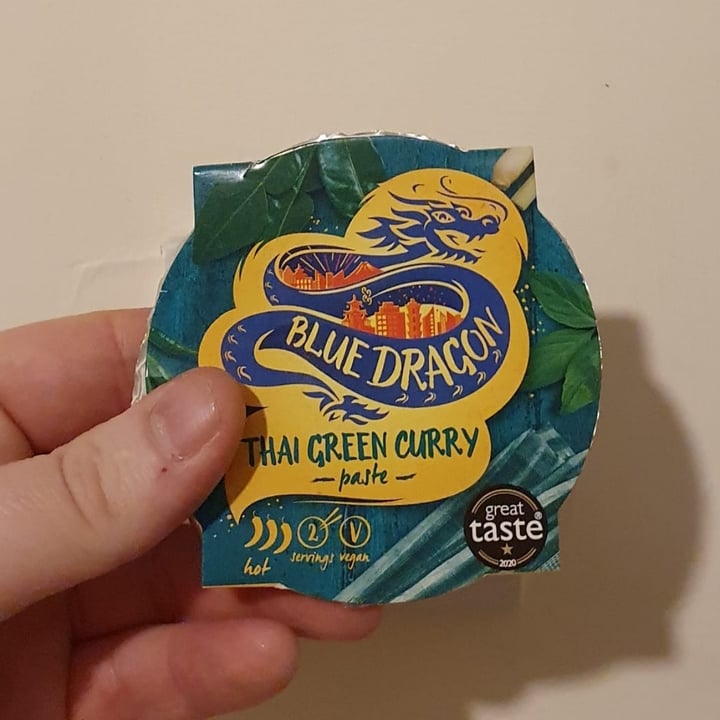 BLUE DRAGON
THAI GREEN CURRY
paste
2 V
hot servings vegan
great
taste®
2020